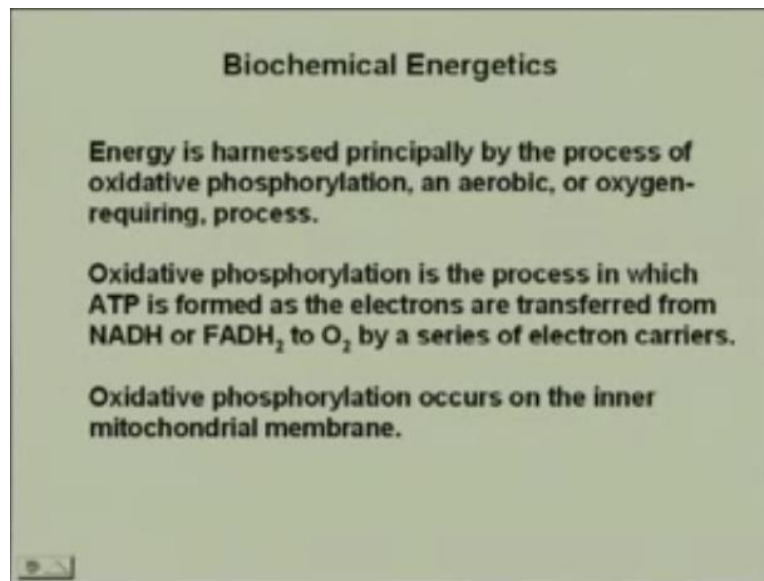 Biochemical Energetics
Energy is harnessed principally by the process of
oxidative phosphorylation, an aerobic, or oxygen-
requiring, process.
Oxidative phosphorylation is the process in which
ATP is formed as the electrons are transferred from
NADH or FADH₂ to O₂ by a series of electron carriers.
Oxidative phosphorylation occurs on the inner
mitochondrial membrane.